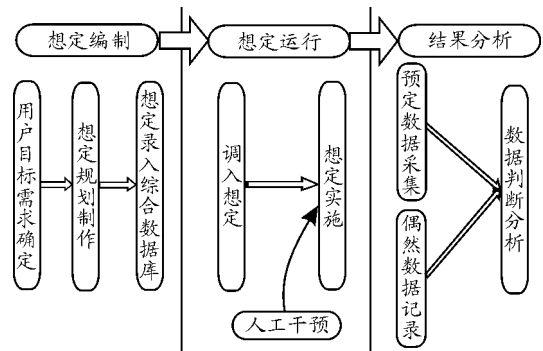 想定编制
想定运行
结果分析
用户目标需求确定
想定规划制作
想定录入综合数据库
调入想定
想定实施
人工干预
预定数据采集
偶然数据记录
数据判断分析